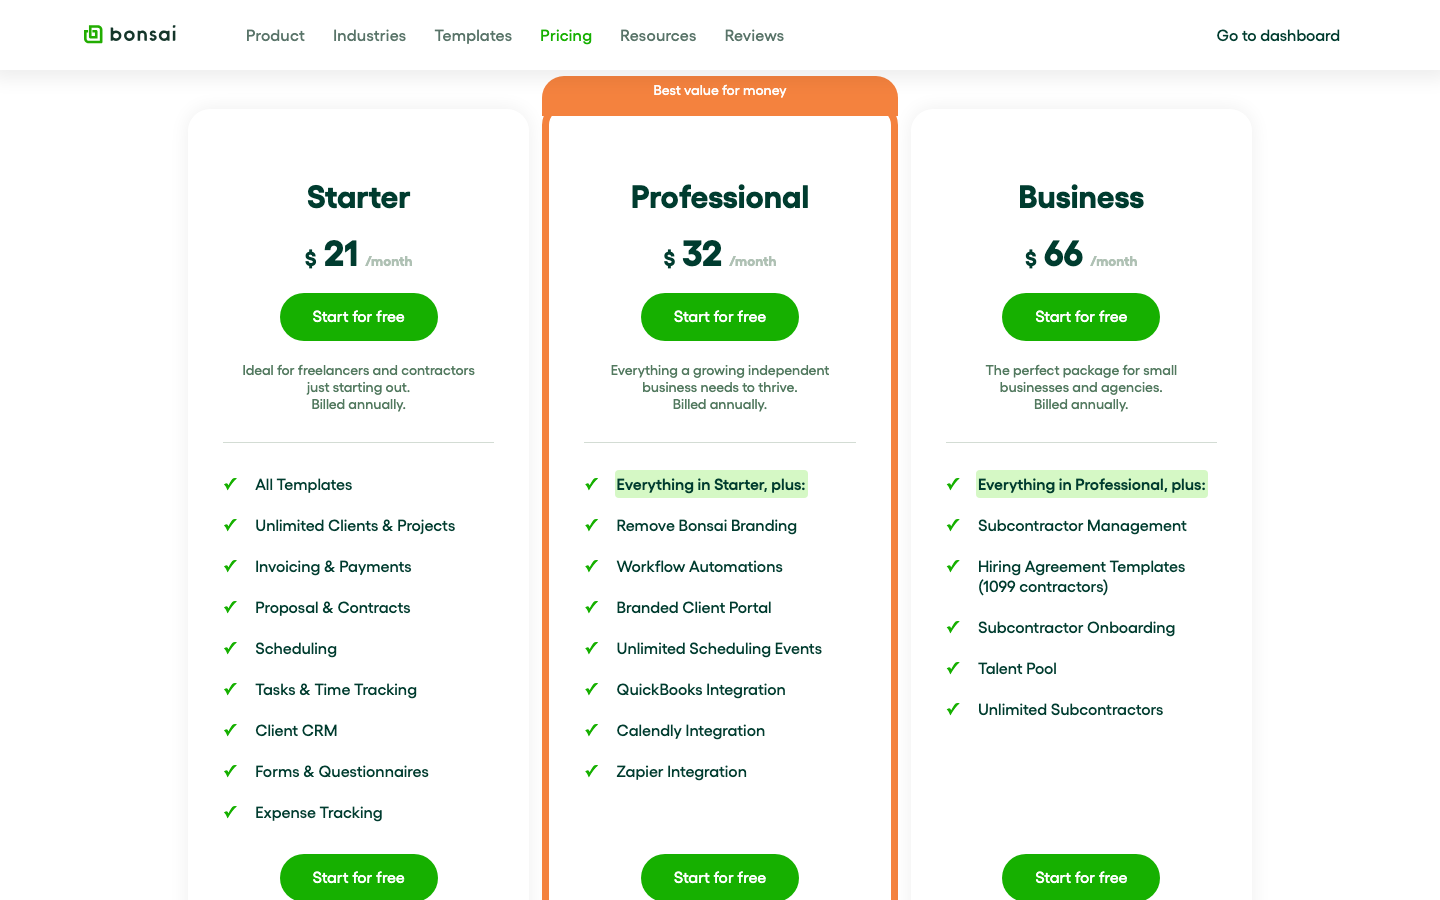 bonsai
Product
Industries
Templates
Pricing
Resources
Reviews
Go to dashboard
Starter
$ 21 /month
Start for free
Ideal for freelancers and contractors
just starting out.
Billed annually.
All Templates
Unlimited Clients & Projects
Invoicing & Payments
Proposal & Contracts
Scheduling
Tasks & Time Tracking
Client CRM
Forms & Questionnaires
Expense Tracking
Start for free
Best value for money
Professional
$ 32 /month
Start for free
Everything a growing independent
business needs to thrive.
Billed annually.
Everything in Starter, plus:
Remove Bonsai Branding
Workflow Automations
Branded Client Portal
Unlimited Scheduling Events
QuickBooks Integration
Calendly Integration
Zapier Integration
Start for free
Business
$ 66 /month
Start for free
The perfect package for small
businesses and agencies.
Billed annually.
Everything in Professional, plus:
Subcontractor Management
Hiring Agreement Templates
(1099 contractors)
Subcontractor Onboarding
Talent Pool
Unlimited Subcontractors
Start for free